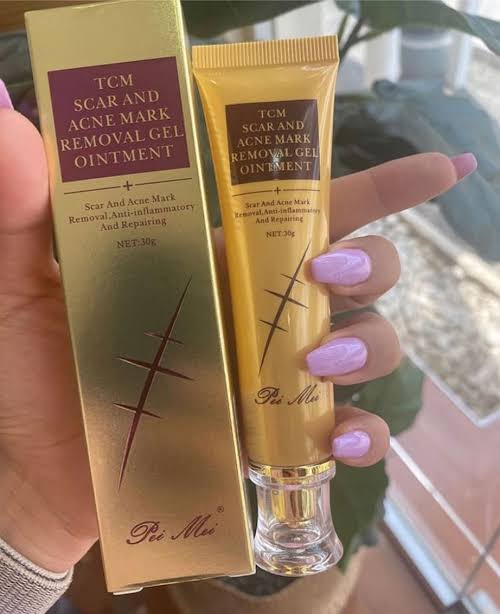 TCM
SCAR AND
ACNE MARK
REMOVAL GEL
OINTMENT
Scar And Acne Mark
Removal,Anti-inflammatory
And Repairing
NET:30g
Pei Mei®
TCM
SCAR AND
ACNE MARK
REMOVAL GEL
OINTMENT
Scar And Acne Mark
Removal,Anti-inflammatory
And Repairing
NET:30g
Pei Mei